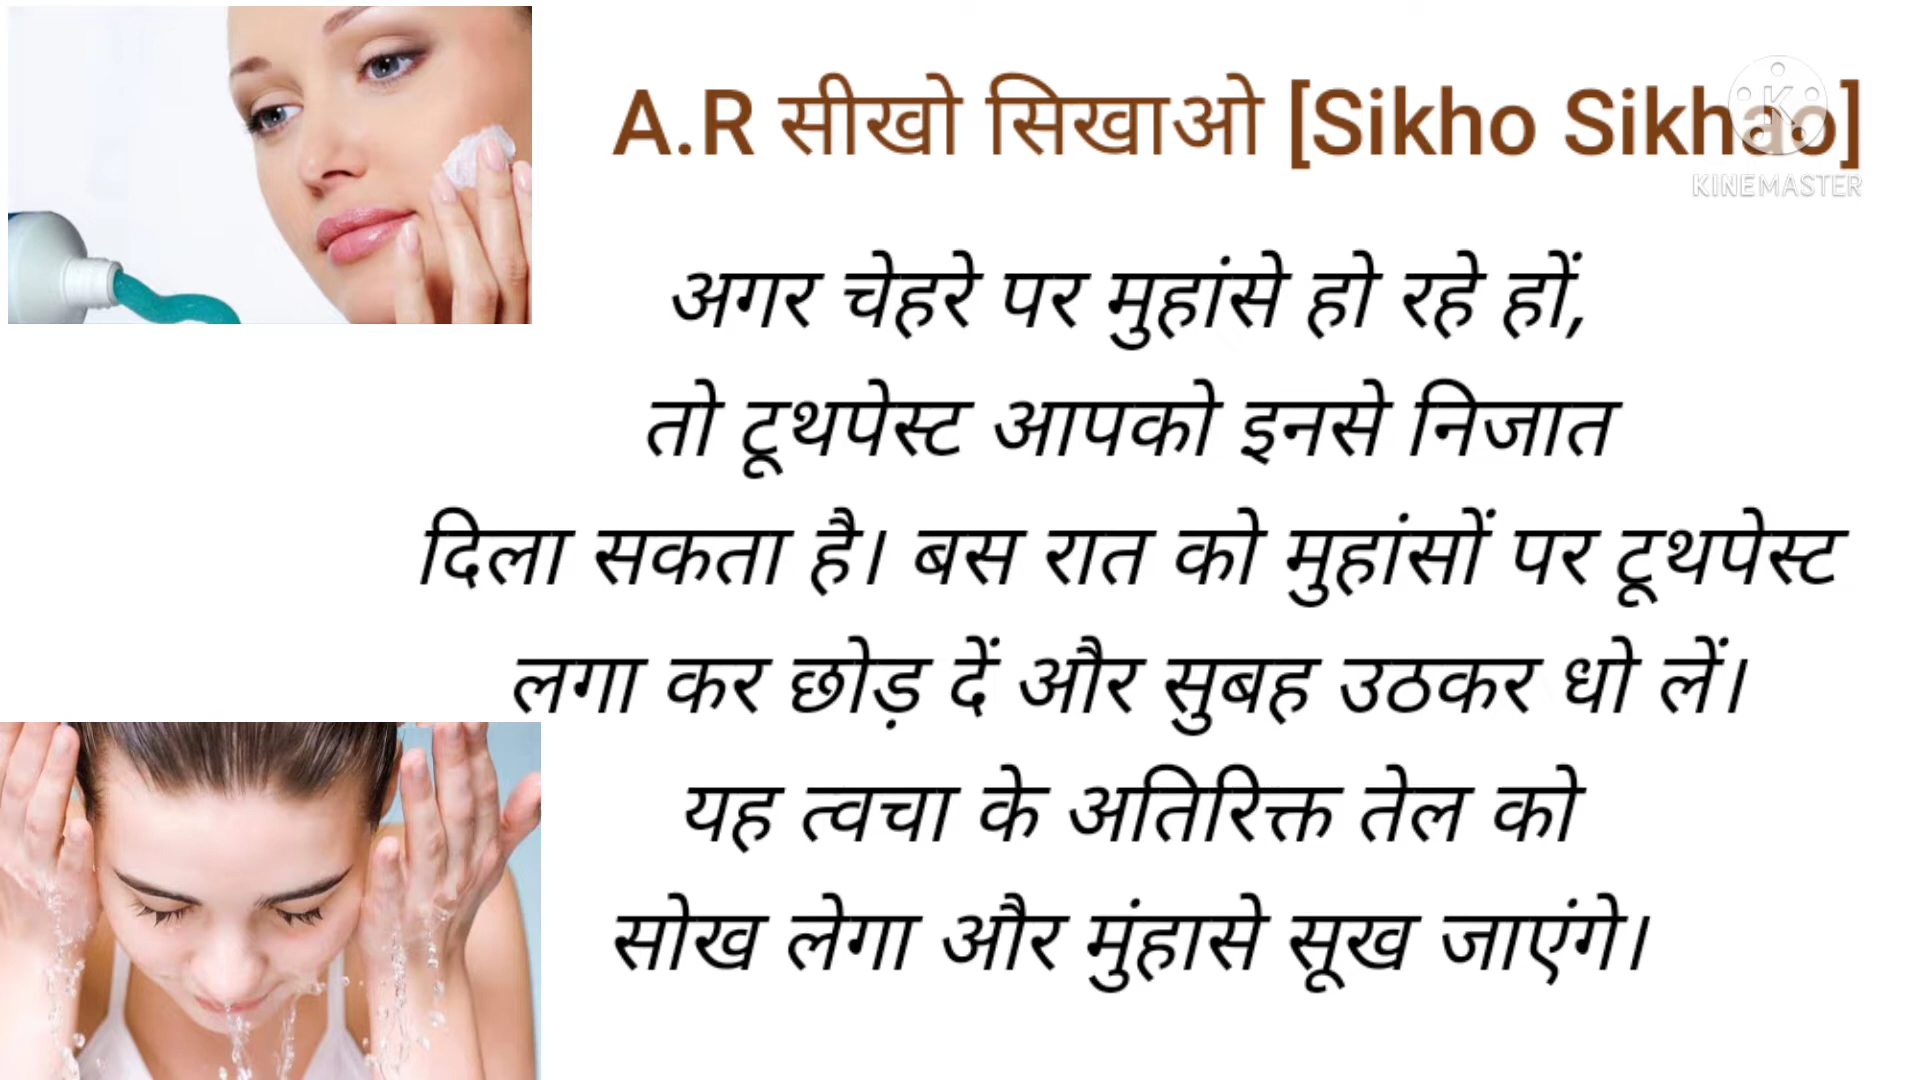 A.R सीखो सिखाओ [Sikho Sikhao]
KINEMASTER
अगर चेहरे पर मुहांसे हो रहे हों,
तो टूथपेस्ट आपको इनसे निजात
दिला सकता है। बस रात को मुहांसों पर टूथपेस्ट
लगा कर छोड़ दें और सुबह उठकर धो लें।
यह त्वचा के अतिरिक्त तेल को
सोख लेगा और मुंहासे सूख जाएंगे।